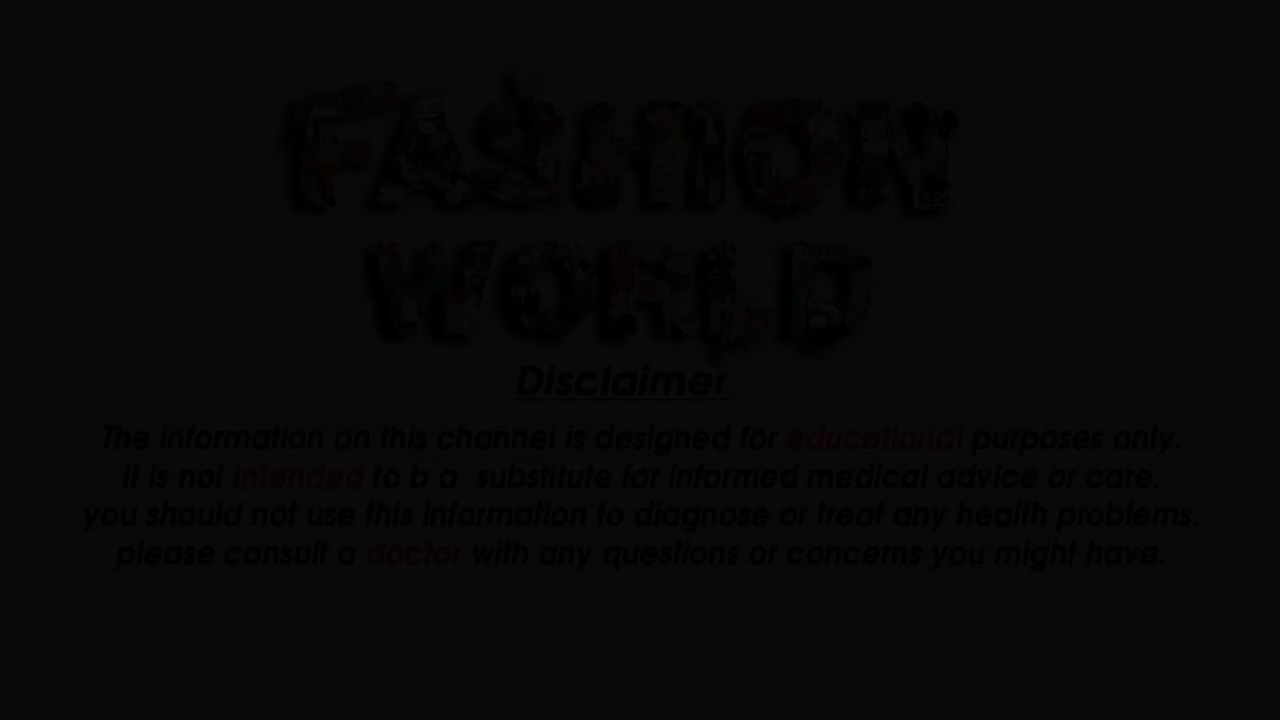 FASHION
WORLD
Disclaimer
The information on this channel is designed for educational purposes only.
it is not intended to b a substitute for informed medical advice or care.
you should not use this information to diagnose or treat any health problems.
please consult a doctor with any questions or concerns you might have.